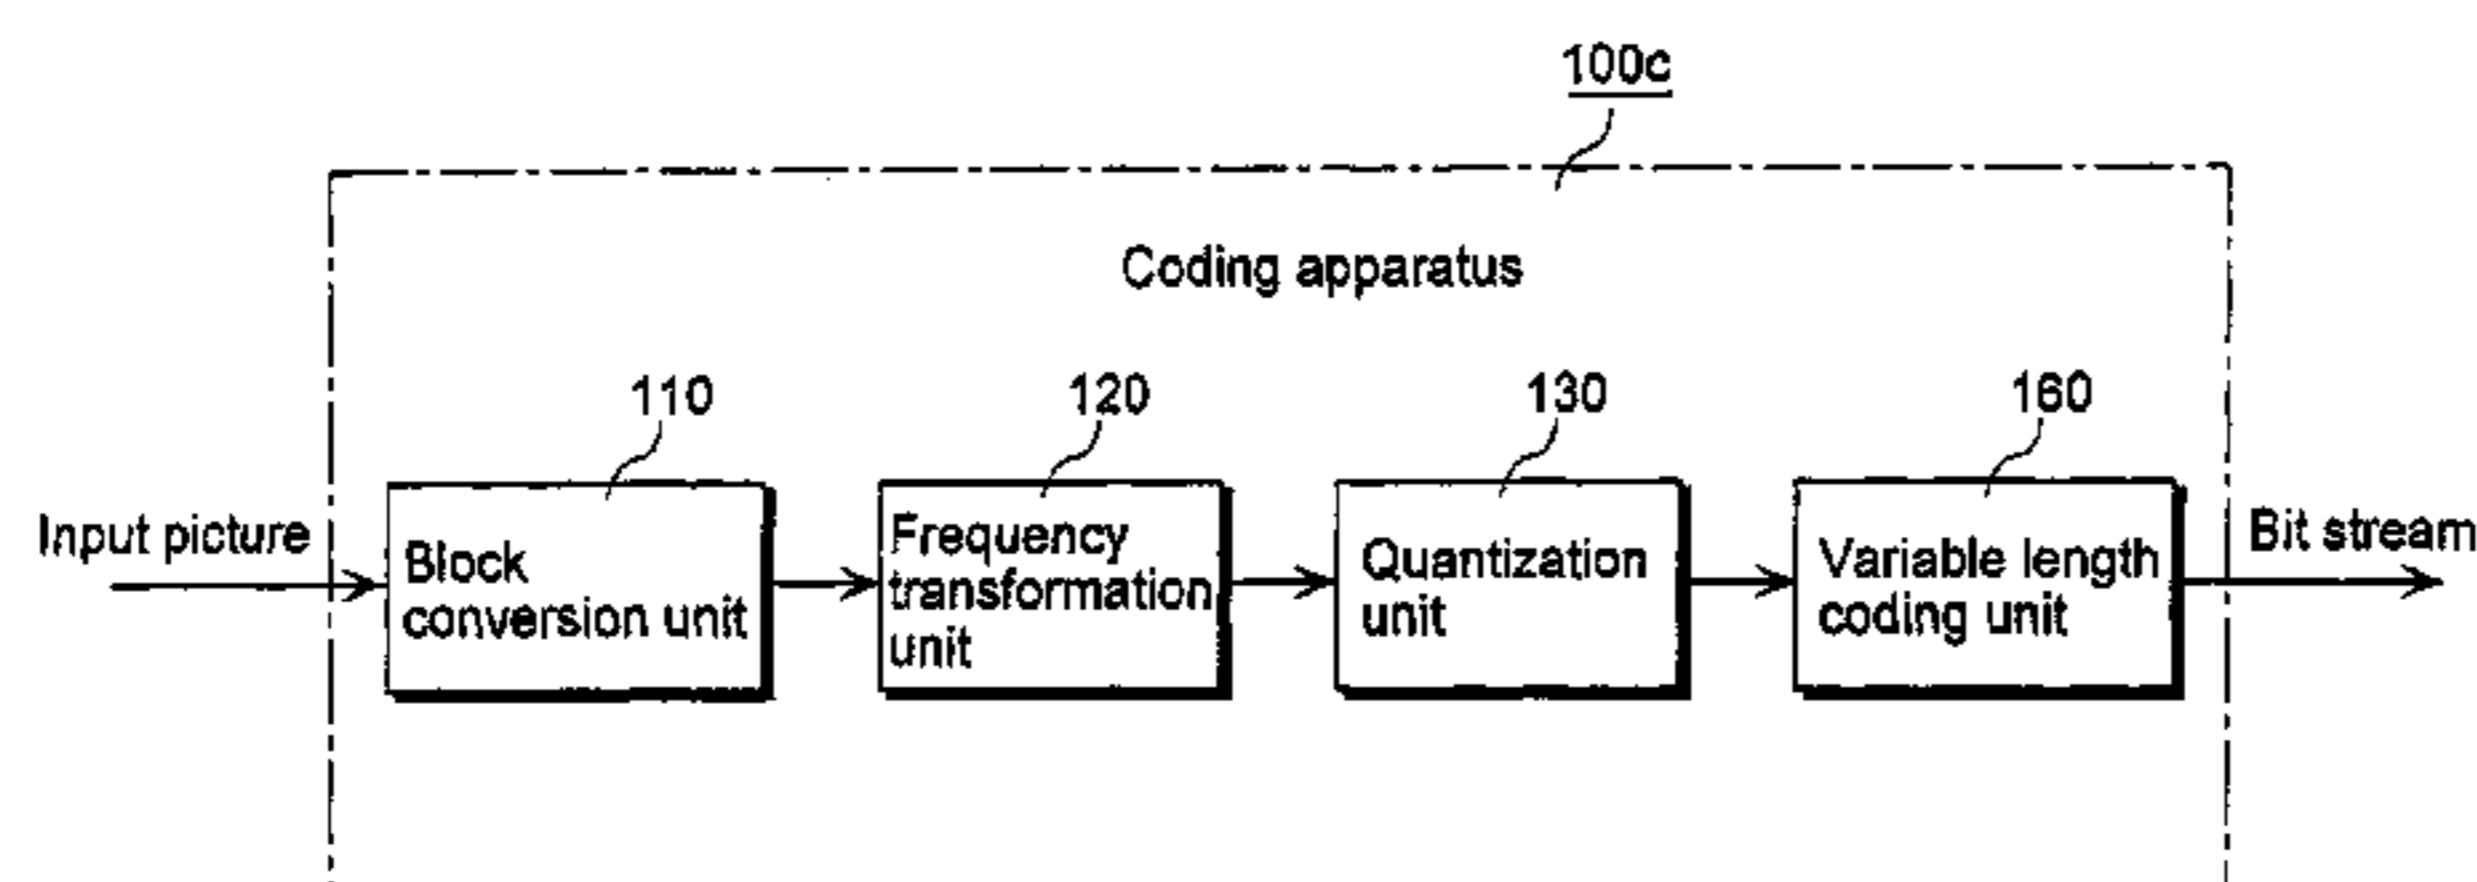 100c
Coding apparatus
110
120
130
160
Input picture
Block
conversion unit
Frequency
transformation
unit
Quantization
unit
Variable length
coding unit
Bit stream